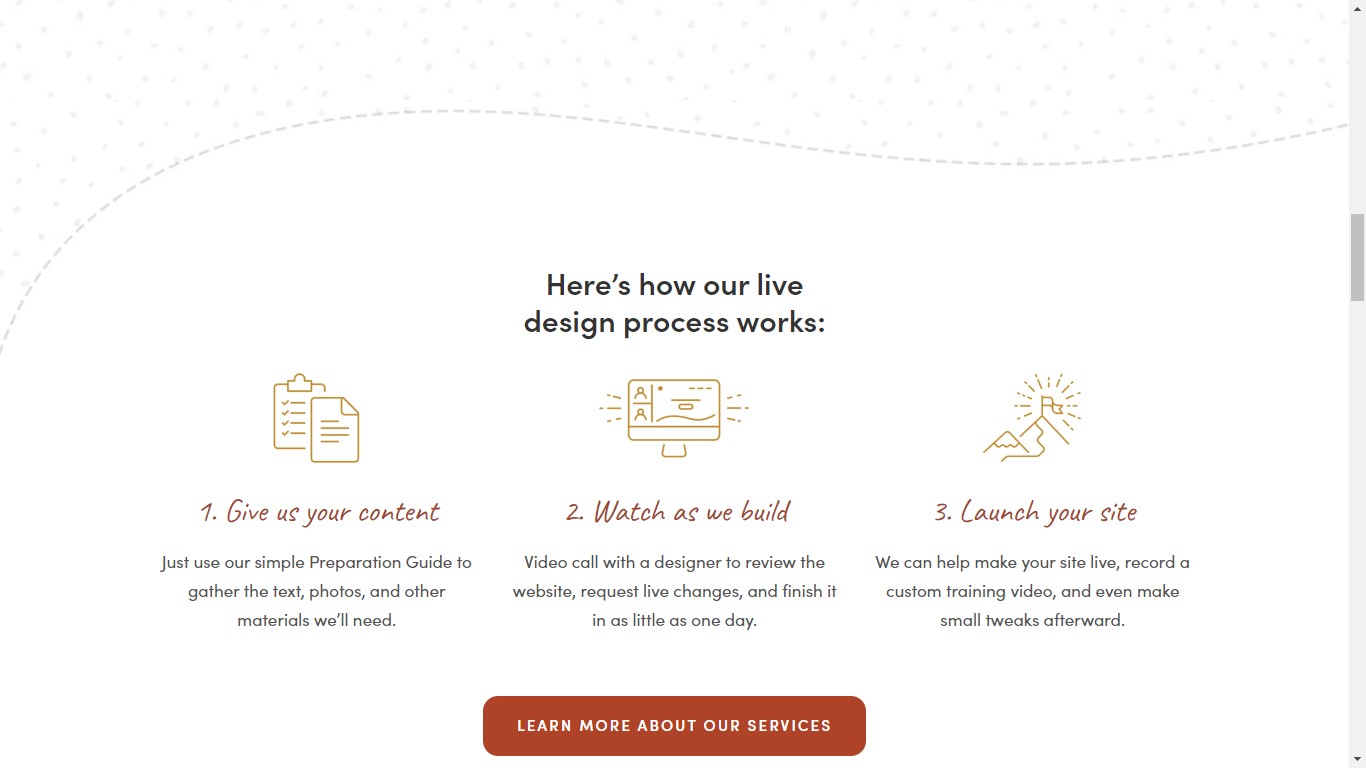 Here’s how our live
design process works:
1. Give us your content
Just use our simple Preparation Guide to
gather the text, photos, and other
materials we’ll need.
2. Watch as we build
Video call with a designer to review the
website, request live changes, and finish it
in as little as one day.
3. Launch your site
We can help make your site live, record a
custom training video, and even make
small tweaks afterward.
LEARN MORE ABOUT OUR SERVICES